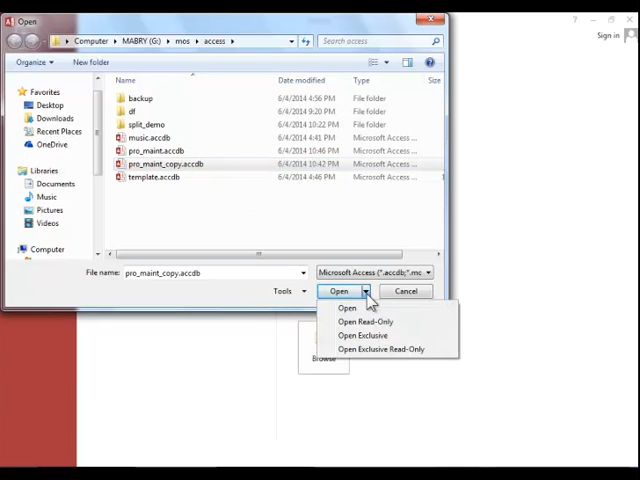 Open
Sign in
Computer MABRY (G:) mos access
Search access
Organize
New folder
Name Date modified Type Size
Favorites
Desktop
Downloads
Recent Places
OneDrive
Libraries
Documents
Music
Pictures
Videos
Computer
backup 6/4/2014 4:56 PM File folder
df 6/4/2014 9:20 PM File folder
split_demo 6/4/2014 10:22 PM File folder
music.accdb 6/4/2014 4:41 PM Microsoft Access ...
pro_maint.accdb 6/4/2014 10:46 PM Microsoft Access ...
pro_maint_copy.accdb 6/4/2014 10:42 PM Microsoft Access ...
template.accdb 6/4/2014 4:46 PM Microsoft Access ... 1
File name: pro_maint_copy.accdb Microsoft Access (*.accdb;*.mc
Tools Open Cancel
Open
Open Read-Only
Open Exclusive
Open Exclusive Read-Only
Browse